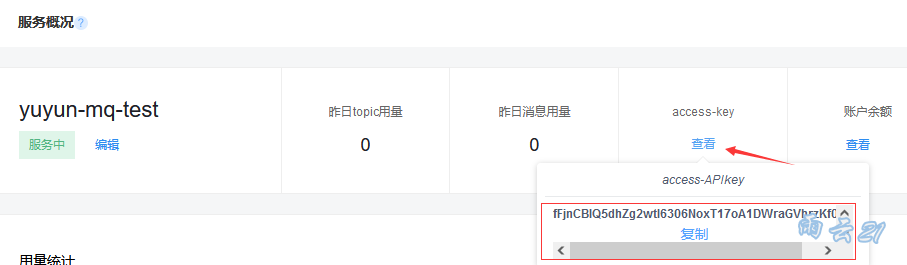 服务概况 ?
yuyun-mq-test
服务中 编辑
昨日topic用量
0
昨日消息用量
0
access-key
查看
账户余额
查看
access-APIkey
复制
雨云21
用量统计